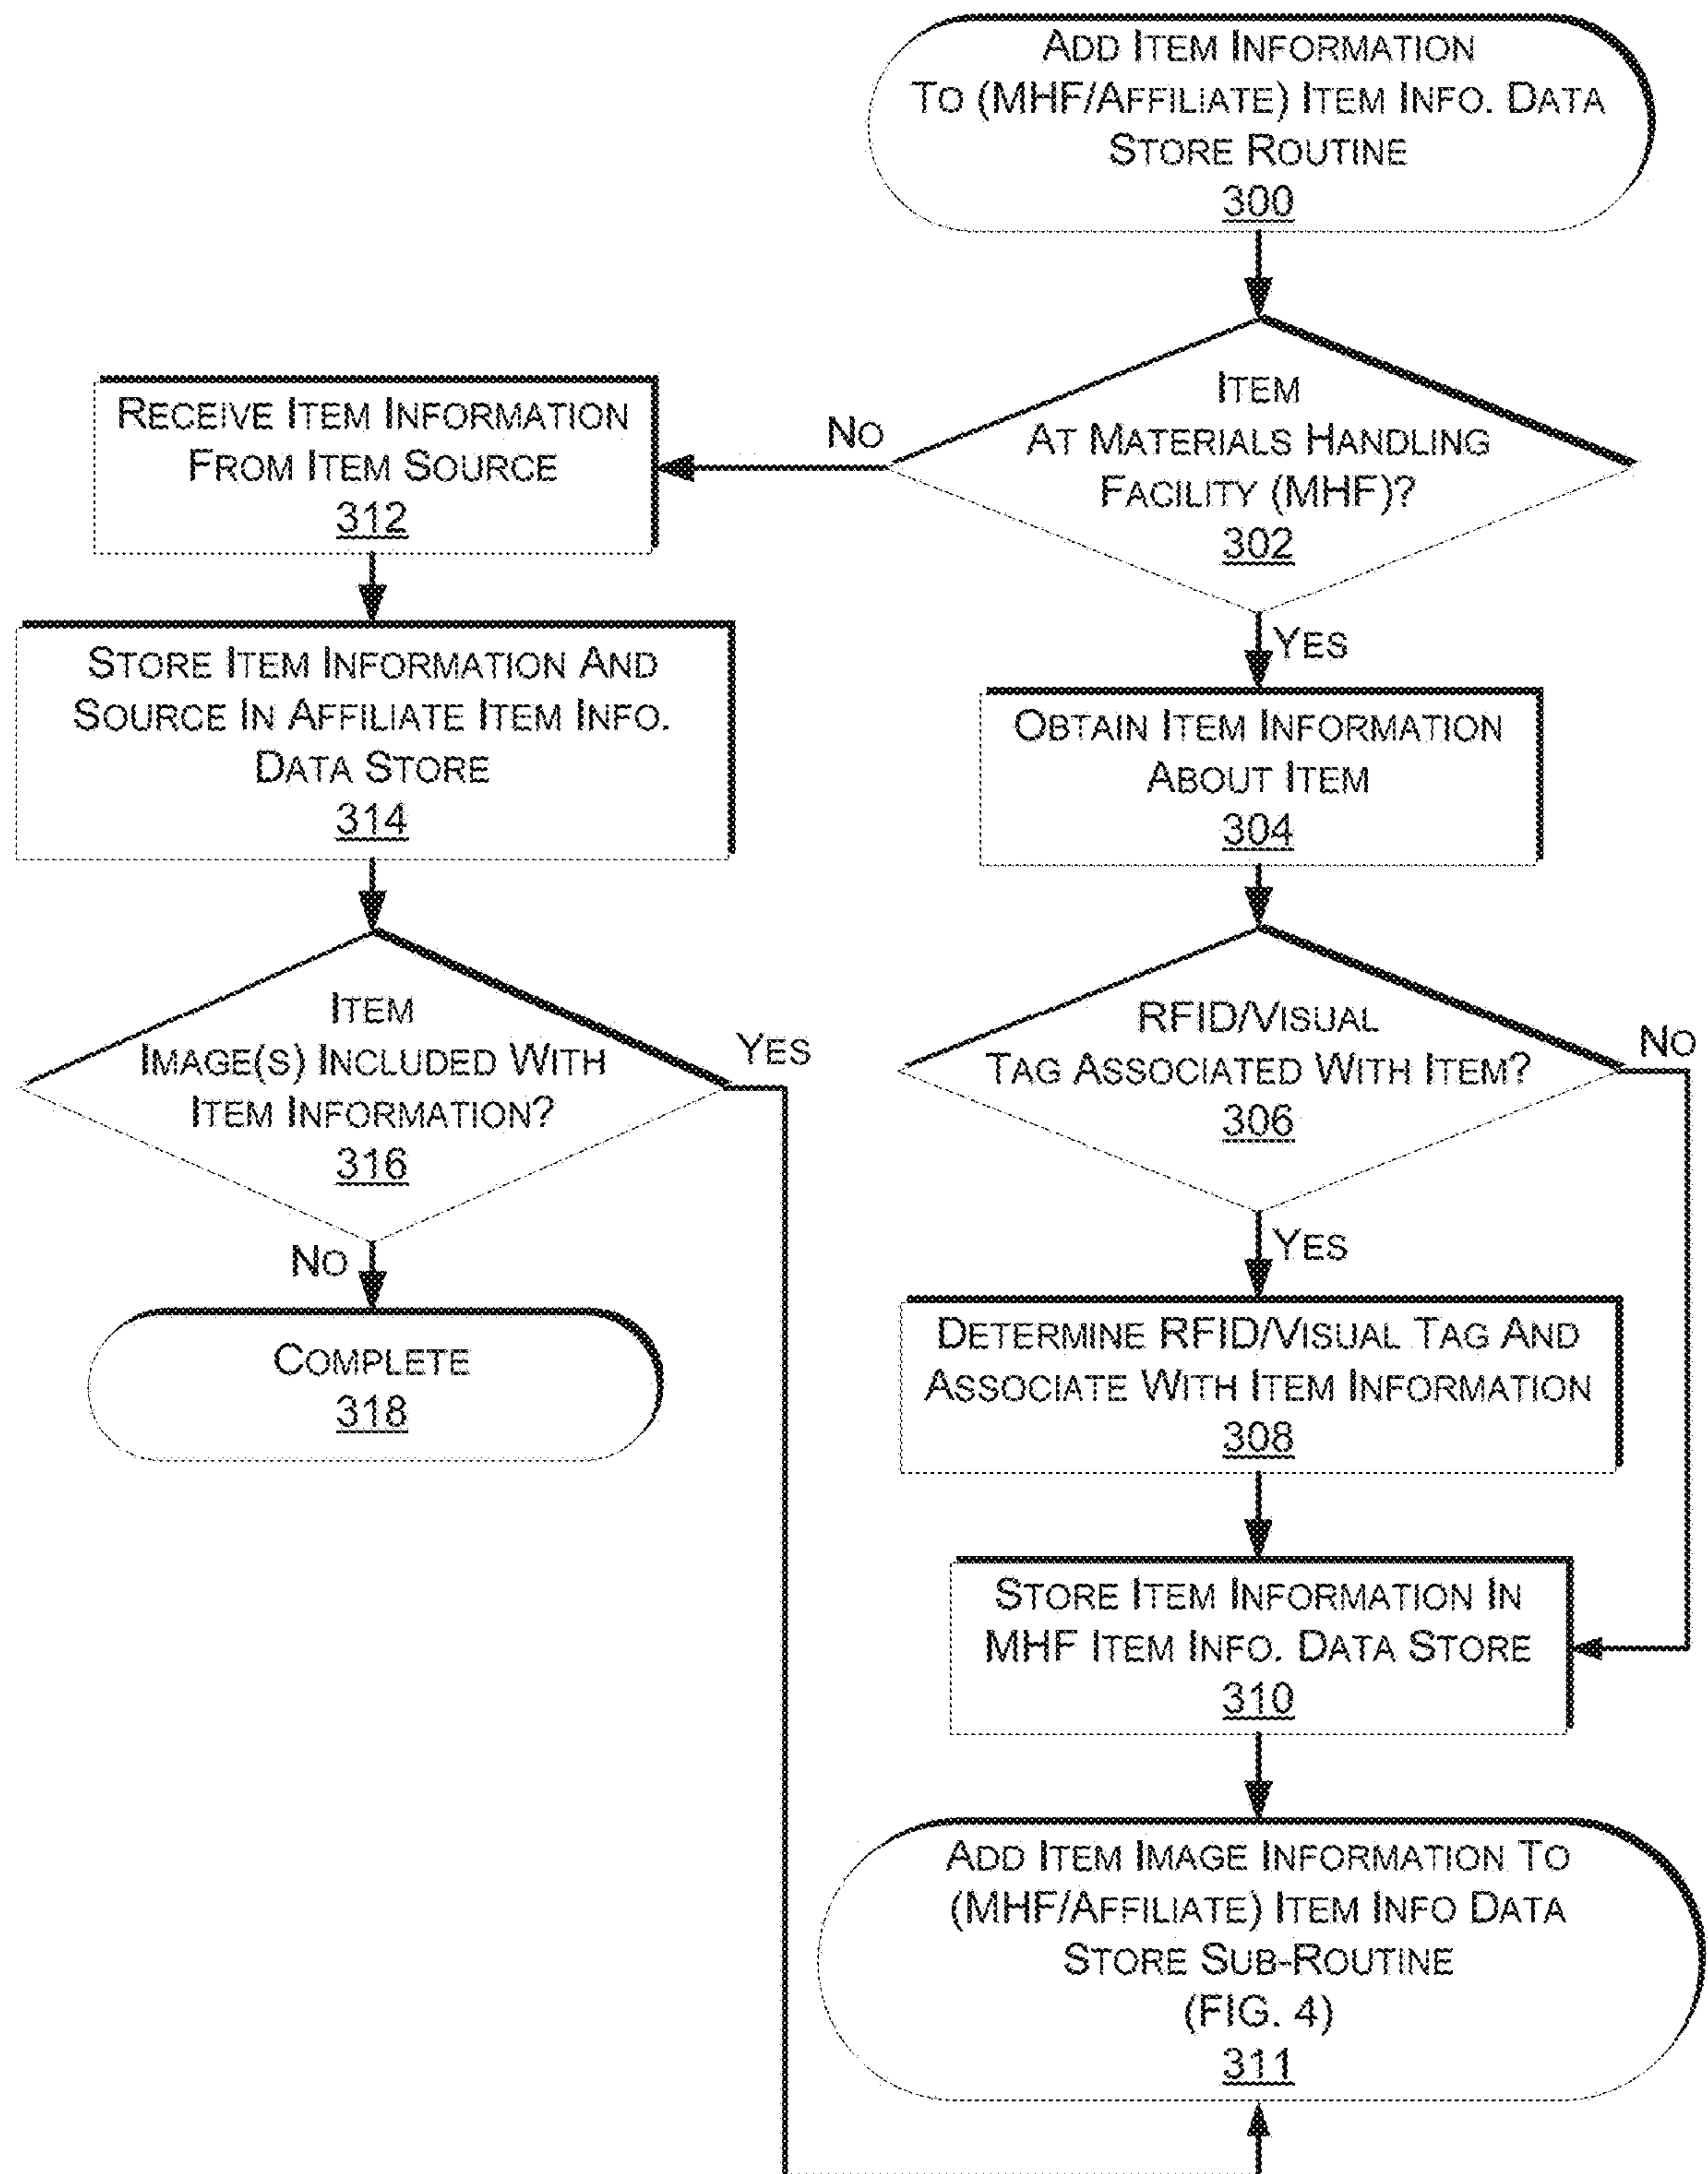 ADD ITEM INFORMATION
TO (MHF/AFFILIATE) ITEM INFO. DATA
STORE ROUTINE
300
ITEM
AT MATERIALS HANDLING
FACILITY (MHF)?
302
NO
YES
RECEIVE ITEM INFORMATION
FROM ITEM SOURCE
312
STORE ITEM INFORMATION AND
SOURCE IN AFFILIATE ITEM INFO.
DATA STORE
314
ITEM
IMAGE(S) INCLUDED WITH
ITEM INFORMATION?
316
YES
NO
COMPLETE
318
OBTAIN ITEM INFORMATION
ABOUT ITEM
304
RFID/VISUAL
TAG ASSOCIATED WITH ITEM?
306
NO
YES
DETERMINE RFID/VISUAL TAG AND
ASSOCIATE WITH ITEM INFORMATION
308
STORE ITEM INFORMATION IN
MHF ITEM INFO. DATA STORE
310
ADD ITEM IMAGE INFORMATION TO
(MHF/AFFILIATE) ITEM INFO DATA
STORE SUB-ROUTINE
(FIG. 4)
311